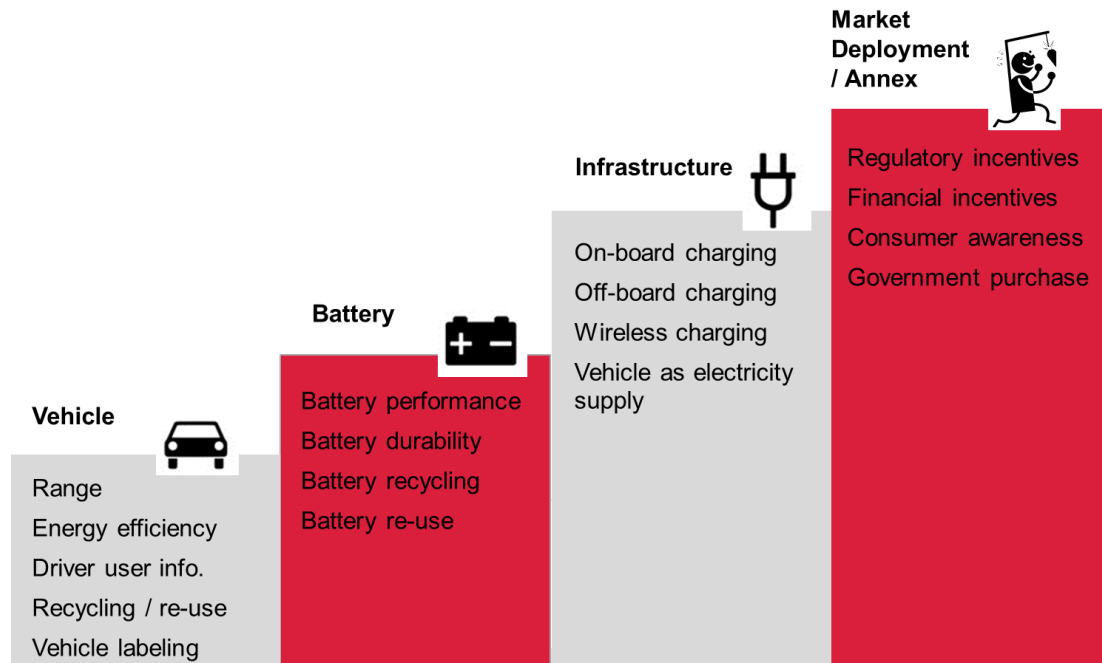 Market
Deployment
/ Annex
Regulatory incentives
Financial incentives
Consumer awareness
Government purchase
Infrastructure
On-board charging
Off-board charging
Wireless charging
Vehicle as electricity
supply
Battery
Battery performance
Battery durability
Battery recycling
Battery re-use
Vehicle
Range
Energy efficiency
Driver user info.
Recycling / re-use
Vehicle labeling